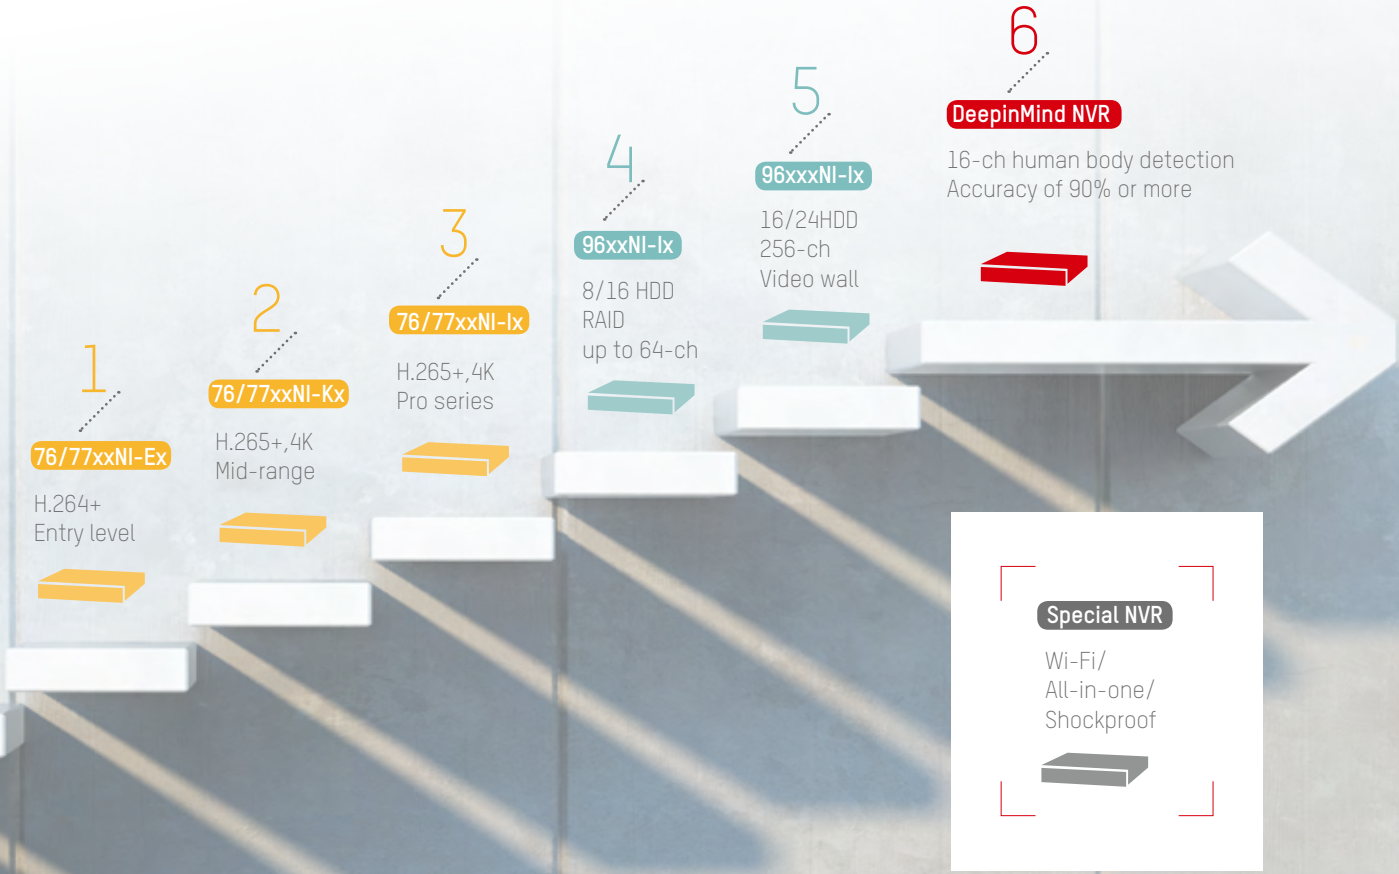 1
76/77xxNI-Ex
H.264+
Entry level
2
76/77xxNI-Kx
H.265+,4K
Mid-range
3
76/77xxNI-Ix
H.265+,4K
Pro series
4
96xxNI-Ix
8/16 HDD
RAID
up to 64-ch
5
96xxxNI-Ix
16/24HDD
256-ch
Video wall
6
DeepinMind NVR
16-ch human body detection
Accuracy of 90% or more
Special NVR
Wi-Fi/
All-in-one/
Shockproof